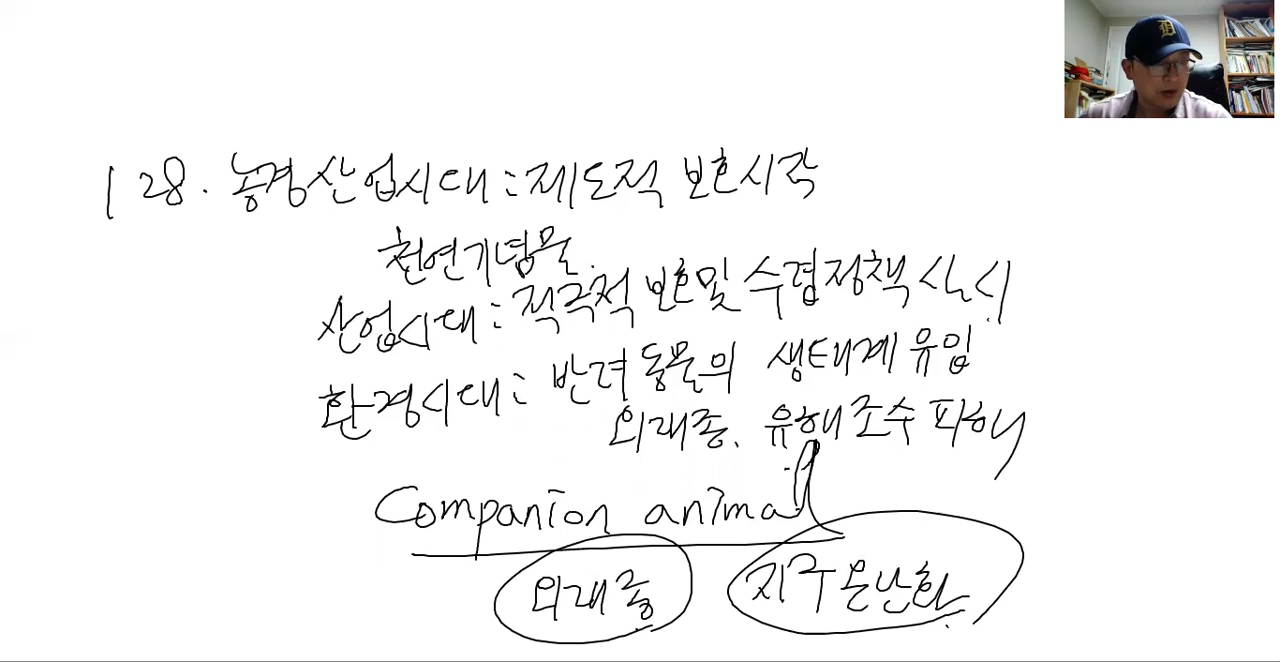 128. 농경산업시대 : 제도적 보호시작
천연기념물.
산업시대 : 적극적 보호및 수렵정책 실시
환경시대 : 반려동물의 생태계유입
외래종. 유해조수피해
Companion animal
외래종
지구온난화
D